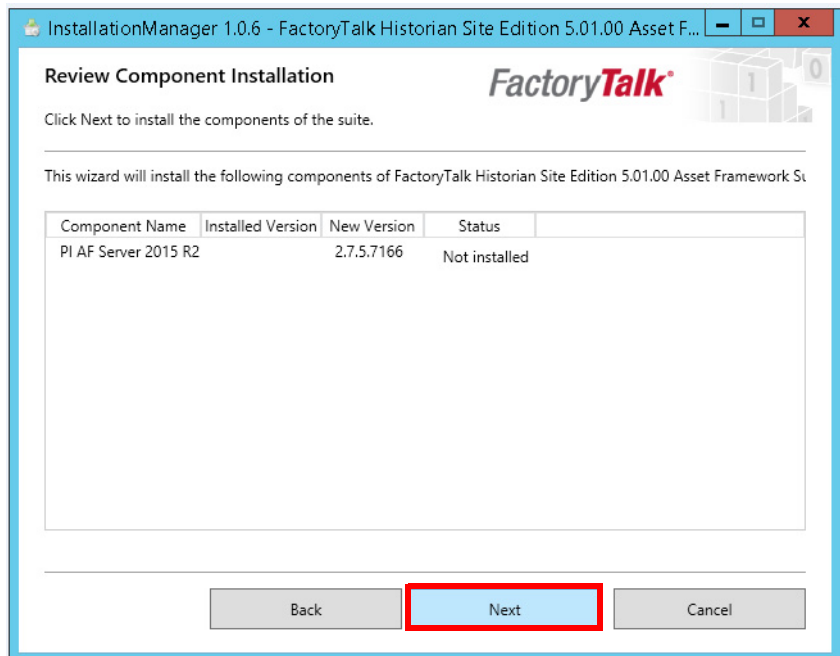 InstallationManager 1.0.6 - FactoryTalk Historian Site Edition 5.01.00 Asset F...
Review Component Installation
FactoryTalk
Click Next to install the components of the suite.
This wizard will install the following components of FactoryTalk Historian Site Edition 5.01.00 Asset Framework Su
Component Name Installed Version New Version Status
PI AF Server 2015 R2 2.7.5.7166 Not installed
Back Next Cancel